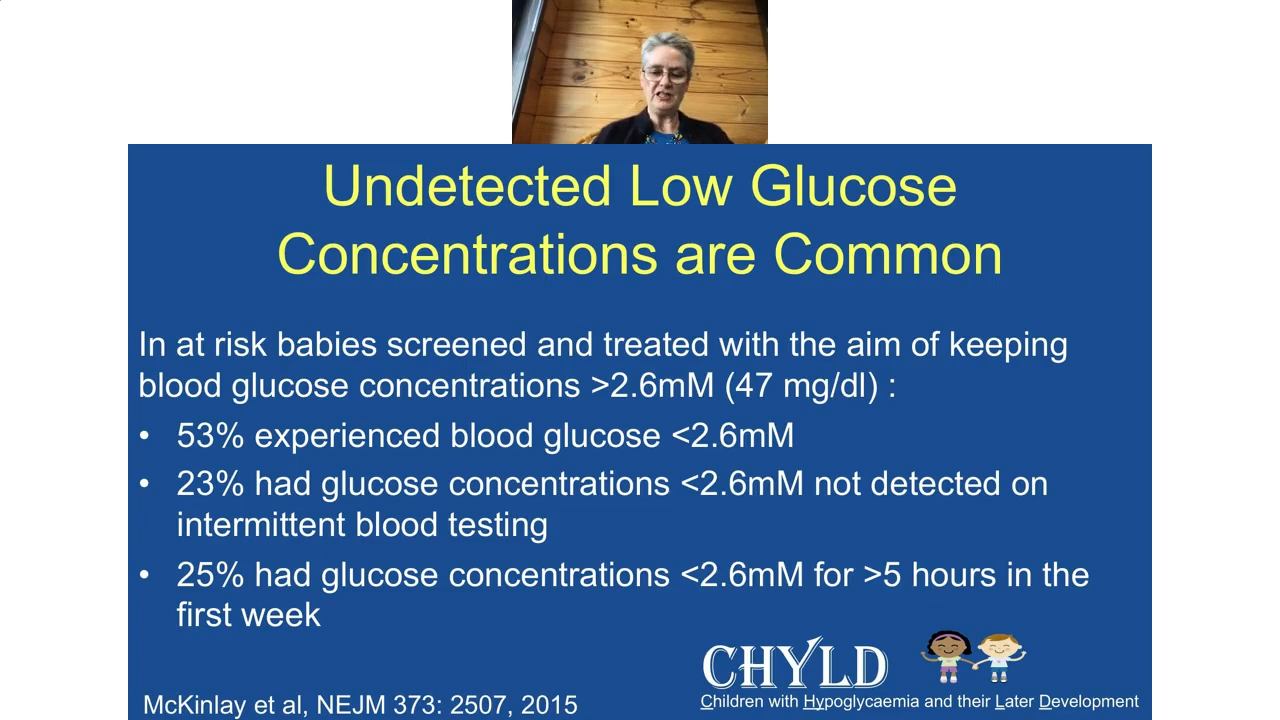 Undetected Low Glucose
Concentrations are Common
In at risk babies screened and treated with the aim of keeping
blood glucose concentrations >2.6mM (47 mg/dl) :
• 53% experienced blood glucose <2.6mM
• 23% had glucose concentrations <2.6mM not detected on
intermittent blood testing
• 25% had glucose concentrations <2.6mM for >5 hours in the
first week
CHYLD
Children with Hypoglycaemia and their Later Development
McKinlay et al, NEJM 373: 2507, 2015